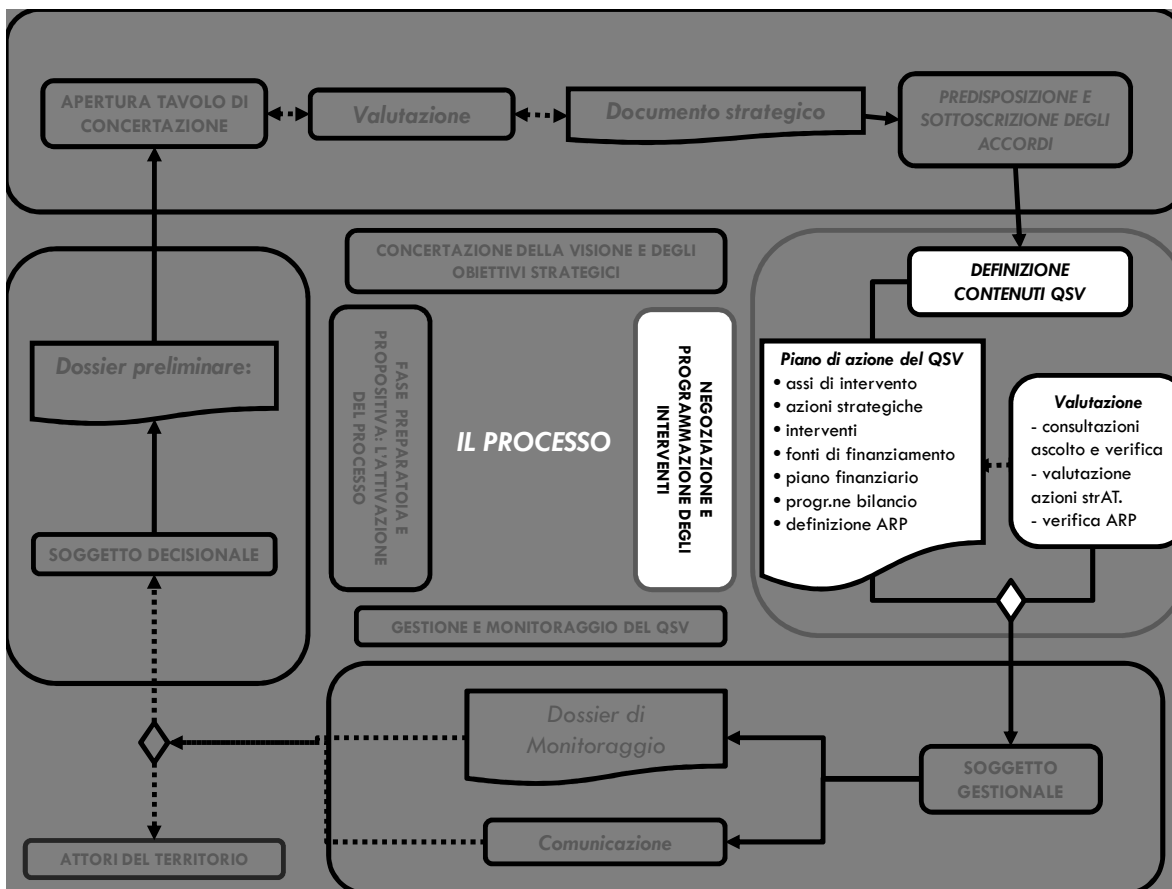 APERTURA TAVOLO DI
CONCERTAZIONE
Valutazione
Documento strategico
PREDISPOSIZIONE E
SOTTOSCRIZIONE DEGLI
ACCORDI
CONCERTAZIONE DELLA VISIONE E DEGLI
OBIETTIVI STRATEGICI
DEFINIZIONE
CONTENUTI QSV
Dossier preliminare:
FASE PREPARATOIA E
PROPOSITIVA: L'ATTIVAZIONE
DEL PROCESSO
IL PROCESSO
NEGOZIAZIONE E
PROGRAMMAZIONE DEGLI
INTERVENTI
Piano di azione del QSV
• assi di intervento
• azioni strategiche
• interventi
• fonti di finanziamento
• piano finanziario
• progr.ne bilancio
• definizione ARP
Valutazione
- consultazioni
ascolto e verifica
- valutazione
azioni strAT.
- verifica ARP
SOGGETTO DECISIONALE
GESTIONE E MONITORAGGIO DEL QSV
Dossier di
Monitoraggio
SOGGETTO
GESTIONALE
Comunicazione
ATTORI DEL TERRITORIO